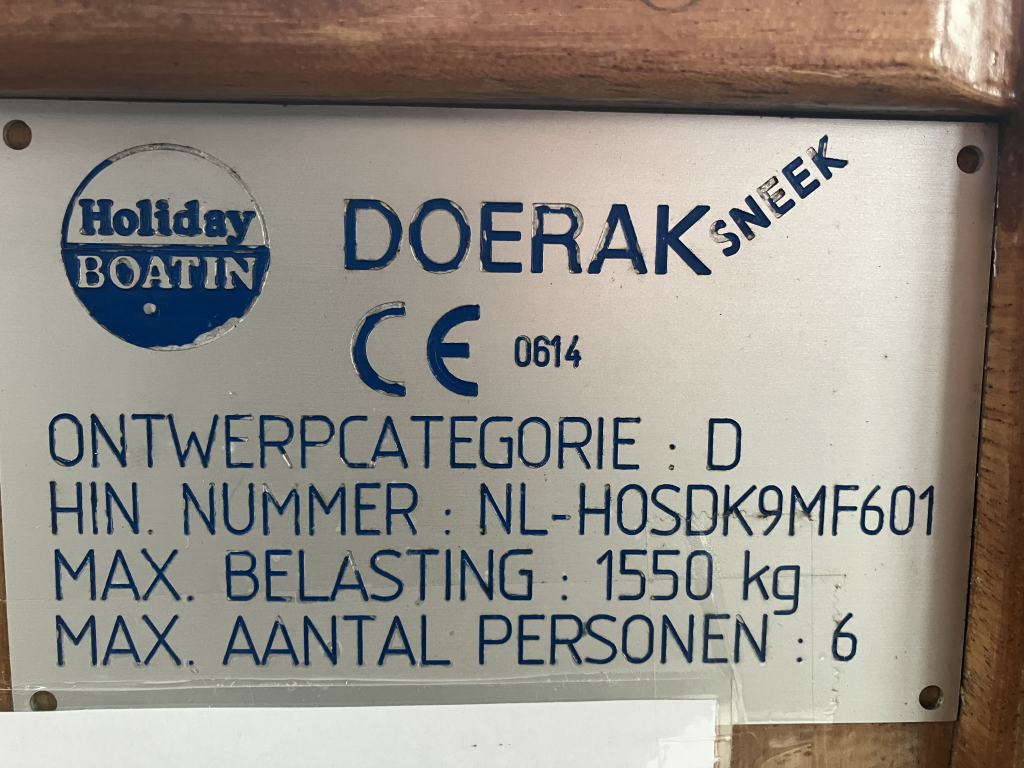 Holiday
BOATIN
DOERAK SNEEK
CE 0614
ONTWERPCATEGORIE : D
HIN. NUMMER : NL-HOSDK9MF601
MAX. BELASTING : 1550 kg
MAX. AANTAL PERSONEN : 6